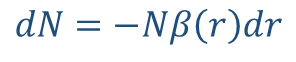 dN = −Nβ(r)dr